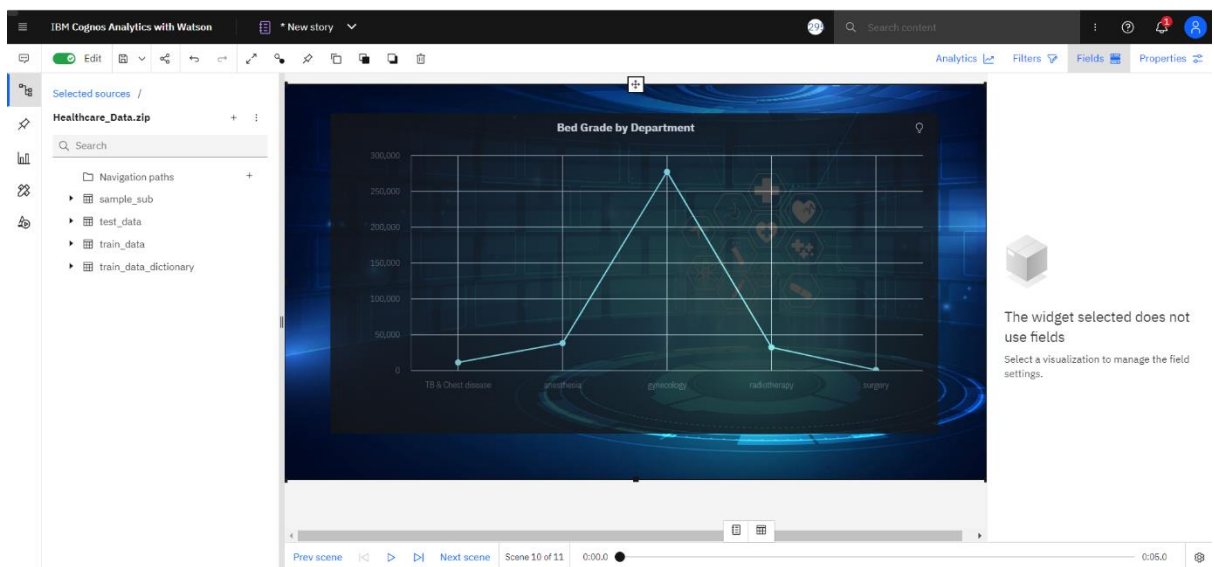 IBM Cognos Analytics with Watson
* New story
Search content
1
Edit
Analytics
Filters
Fields
Properties
Selected sources /
Healthcare_Data.zip
Search
Navigation paths
sample_sub
test_data
train_data
train_data_dictionary
Bed Grade by Department
300,000
250,000
200,000
150,000
100,000
50,000
0
TB & Chest disease
anesthesia
gynecology
radiotherapy
surgery
The widget selected does not
use fields
Select a visualization to manage the field
settings.
Prev scene
Next scene
Scene 10 of 11
0:00.0
0:05.0